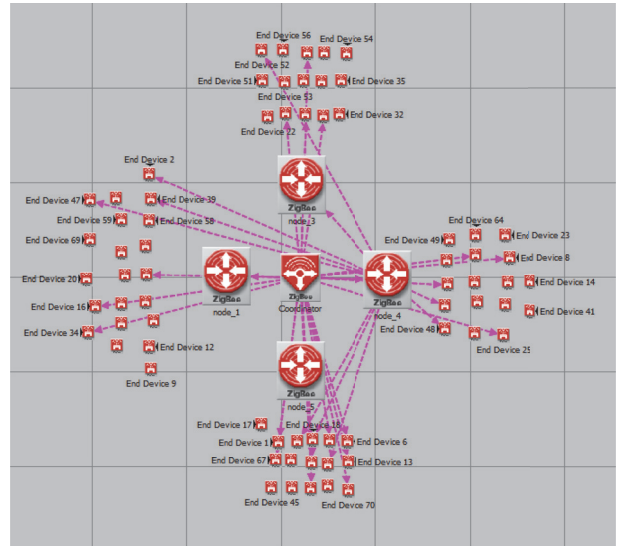 End Device 56
End Device 54
End Device 52
End Device 51
End Device 35
End Device 53
End Device 32
End Device 22
End Device 2
ZigBee
node_3
End Device 47
End Device 39
End Device 59
End Device 58
End Device 64
End Device 69
End Device 49
End Device 23
End Device 8
End Device 20
End Device 14
ZigBee
ZigBee
ZigBee
End Device 16
node_1
Coordinator
node_4
End Device 41
End Device 34
End Device 48
End Device 12
End Device 25
End Device 9
ZigBee
node_5
End Device 17
End Device 18
End Device 1
End Device 6
End Device 67
End Device 13
End Device 45
End Device 70